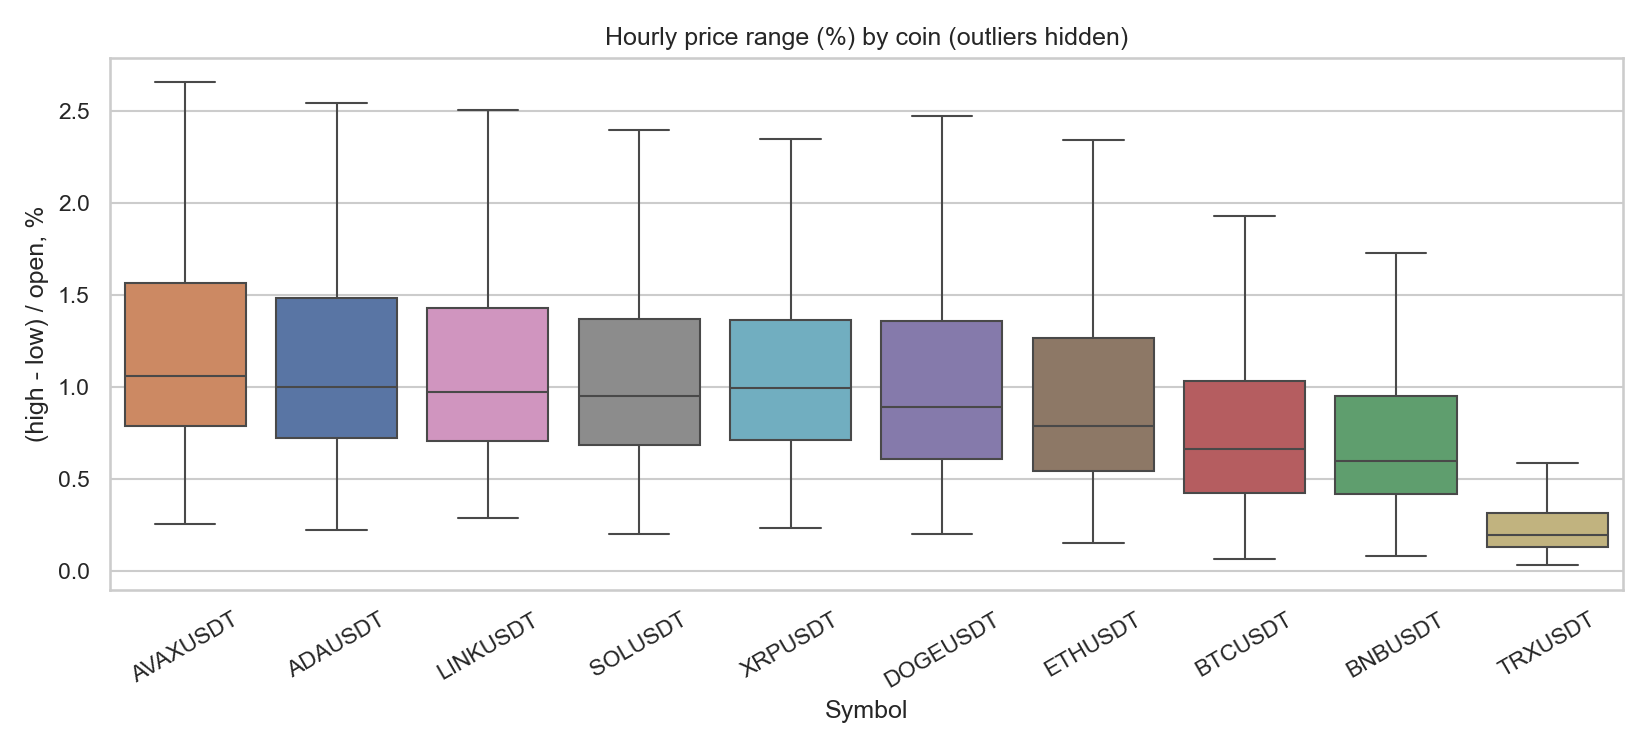 Hourly price range (%) by coin (outliers hidden)
(high - low) / open, %
2.5
2.0
1.5
1.0
0.5
0.0
AVAXUSDT
ADAUSDT
LINKUSDT
SOLUSDT
XRPUSDT
DOGEUSDT
ETHUSDT
BTCUSDT
BNBUSDT
TRXUSDT
Symbol